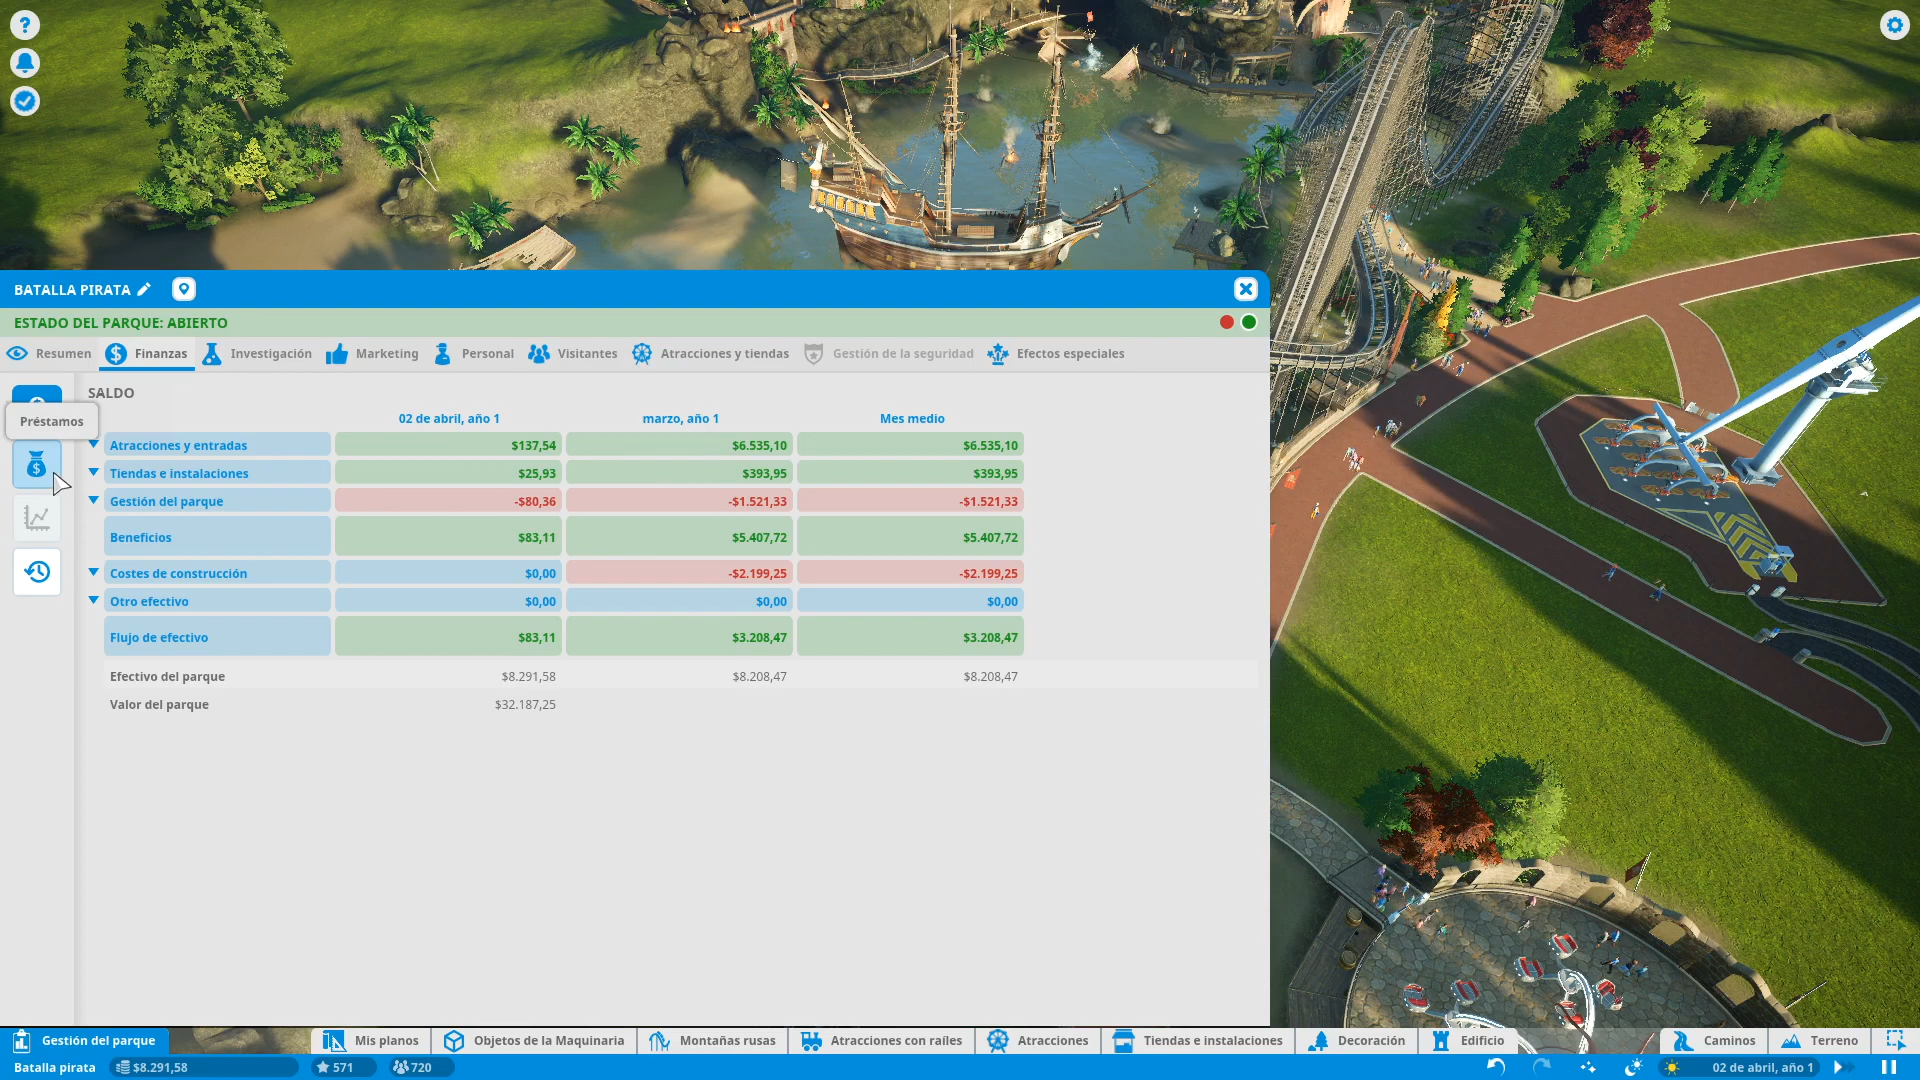 BATALLA PIRATA
ESTADO DEL PARQUE: ABIERTO
Resumen Finanzas Investigación Marketing Personal Visitantes Atracciones y tiendas Gestión de la seguridad Efectos especiales
SALDO
Préstamos
02 de abril, año 1 marzo, año 1 Mes medio
Atracciones y entradas $137,54 $6.535,10 $6.535,10
Tiendas e instalaciones $25,93 $393,95 $393,95
Gestión del parque -$80,36 -$1.521,33 -$1.521,33
Beneficios $83,11 $5.407,72 $5.407,72
Costes de construcción $0,00 -$2.199,25 -$2.199,25
Otro efectivo $0,00 $0,00 $0,00
Flujo de efectivo $83,11 $3.208,47 $3.208,47
Efectivo del parque $8.291,58 $8.208,47 $8.208,47
Valor del parque $32.187,25
Gestión del parque Mis planos Objetos de la Maquinaria Montañas rusas Atracciones con raíles Atracciones Tiendas e instalaciones Decoración Edificio Caminos Terreno
Batalla pirata $8.291,58 571 720 02 de abril, año 1